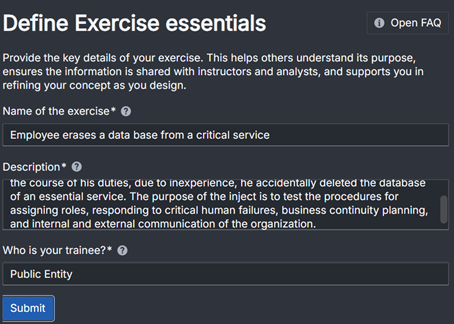 Define Exercise essentials
Open FAQ
Provide the key details of your exercise. This helps others understand its purpose,
ensures the information is shared with instructors and analysts, and supports you in
refining your concept as you design.
Name of the exercise*
Employee erases a data base from a critical service
Description*
the course of his duties, due to inexperience, he accidentally deleted the database
of an essential service. The purpose of the inject is to test the procedures for
assigning roles, responding to critical human failures, business continuity planning,
and internal and external communication of the organization.
Who is your trainee?*
Public Entity
Submit